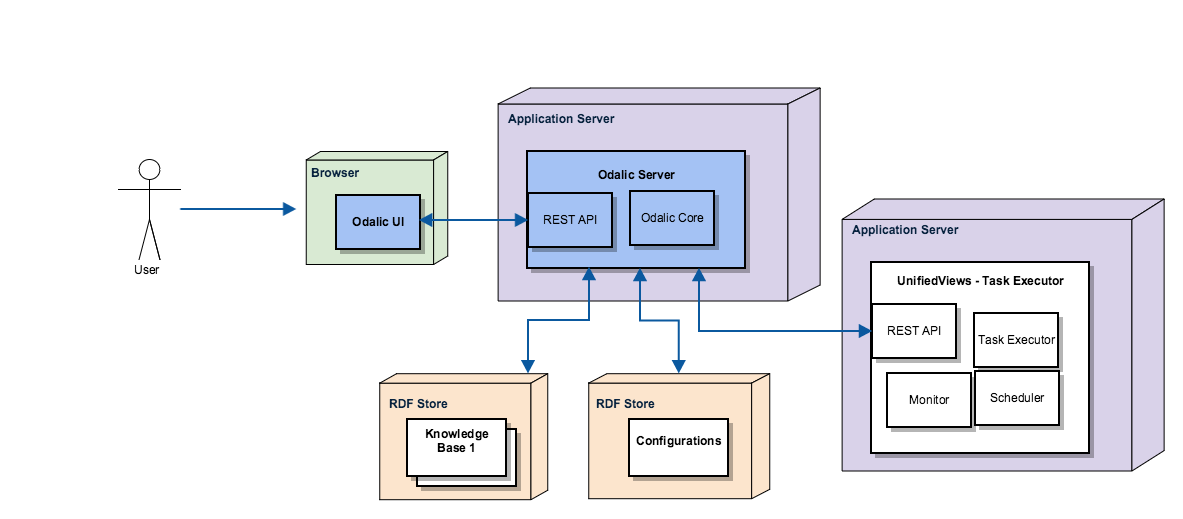 User
Browser
Odalic UI
Application Server
Odalic Server
REST API
Odalic Core
Application Server
UnifiedViews - Task Executor
REST API
Task Executor
Monitor
Scheduler
RDF Store
Knowledge
Base 1
RDF Store
Configurations